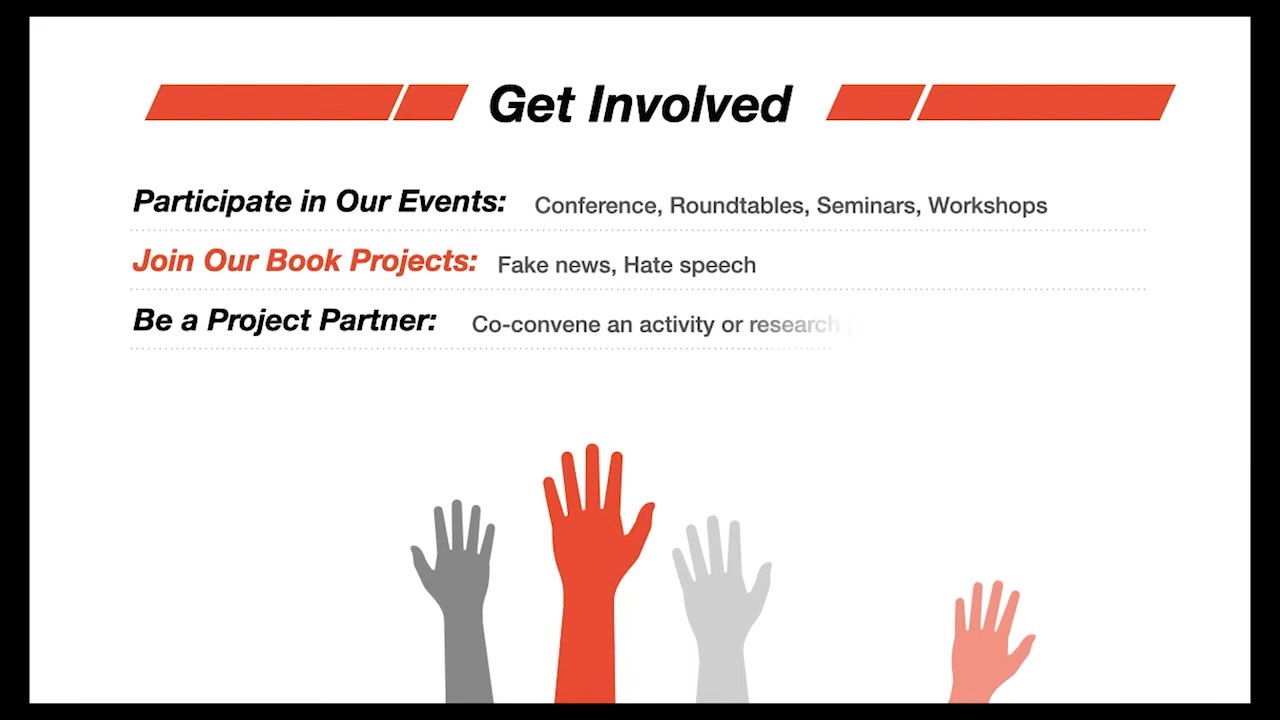 Get Involved
Participate in Our Events: Conference, Roundtables, Seminars, Workshops
Join Our Book Projects: Fake news, Hate speech
Be a Project Partner: Co-convene an activity or research